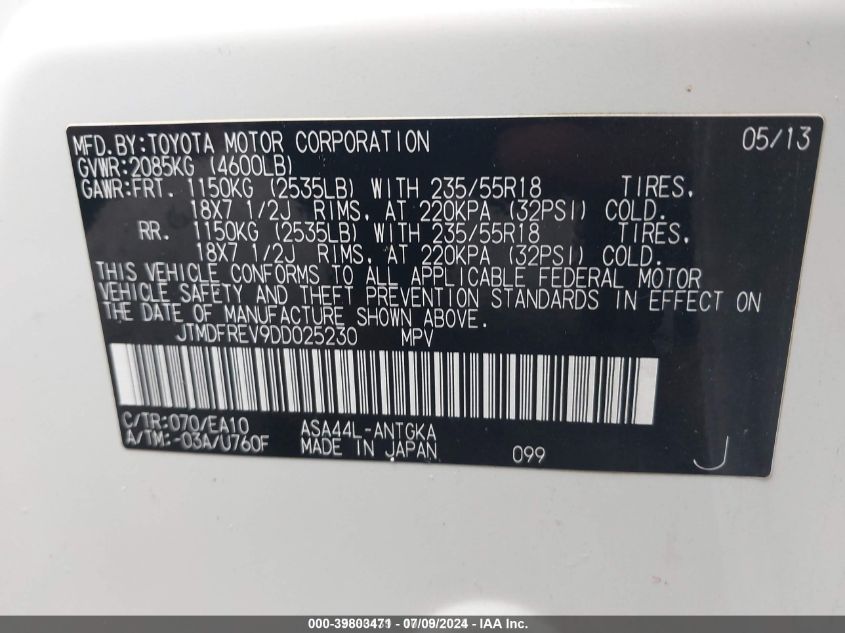 MFD.BY:TOYOTA MOTOR CORPORATION 05/13
GVWR:2085KG (4600LB)
GAWR:FRT. 1150KG (2535LB) WITH 235/55R18 TIRES,
18X7 1/2J RIMS, AT 220KPA (32PSI) COLD.
RR. 1150KG (2535LB) WITH 235/55R18 TIRES,
18X7 1/2J RIMS, AT 220KPA (32PSI) COLD.
THIS VEHICLE CONFORMS TO ALL APPLICABLE FEDERAL MOTOR
VEHICLE SAFETY AND THEFT PREVENTION STANDARDS IN EFFECT ON
THE DATE OF MANUFACTURE SHOWN ABOVE.
JTMDFREV9DD025230 MPV
C/TR:070/EA10 ASA44L-ANTGKA
A/TM:-03A/U760F MADE IN JAPAN 099 J
000-39803471 - 07/09/2024 - IAA Inc.